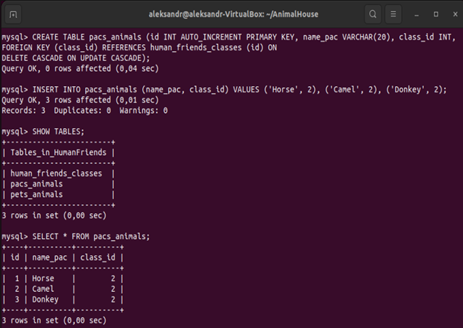 aleksandr@aleksandr-VirtualBox: ~/AnimalHouse
mysql> CREATE TABLE pacs_animals (id INT AUTO_INCREMENT PRIMARY KEY, name_pac VARCHAR(20), class_id INT,
FOREIGN KEY (class_id) REFERENCES human_friends_classes (id) ON
DELETE CASCADE ON UPDATE CASCADE);
Query OK, 0 rows affected (0,04 sec)
mysql> INSERT INTO pacs_animals (name_pac, class_id) VALUES ('Horse', 2), ('Camel', 2), ('Donkey', 2);
Query OK, 3 rows affected (0,01 sec)
Records: 3  Duplicates: 0  Warnings: 0
mysql> SHOW TABLES;
+------------------------+
| Tables_in_HumanFriends |
+------------------------+
| human_friends_classes  |
| pacs_animals           |
| pets_animals           |
+------------------------+
3 rows in set (0,00 sec)
mysql> SELECT * FROM pacs_animals;
+----+----------+----------+
| id | name_pac | class_id |
+----+----------+----------+
|  1 | Horse    |        2 |
|  2 | Camel    |        2 |
|  3 | Donkey   |        2 |
+----+----------+----------+
3 rows in set (0,00 sec)